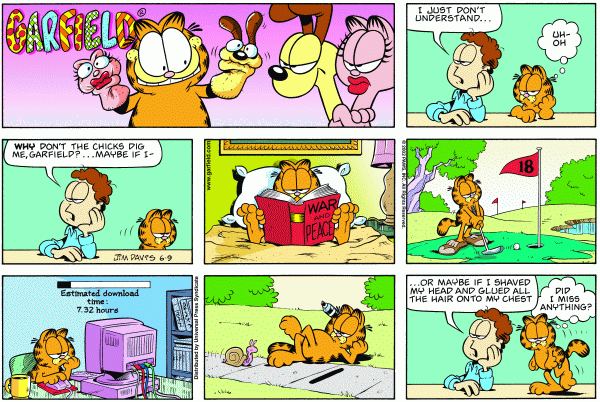 GARFIELD
I JUST DON'T
UNDERSTAND...
UH-
OH
WHY DON'T THE CHICKS DIG
ME, GARFIELD?...MAYBE IF I-
JIM DAVIS 6-9
www.garfield.com
WAR
AND
PEACE
18
Estimated download
time:
7.32 hours
Distributed by Universal Press Syndicate
...OR MAYBE IF I SHAVED
MY HEAD AND GLUED ALL
THE HAIR ONTO MY CHEST
DID
I MISS
ANYTHING?